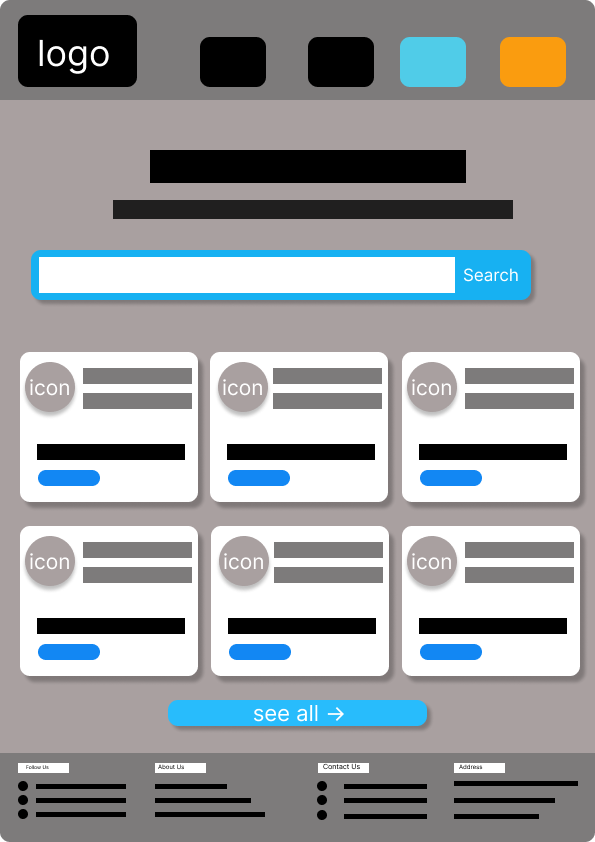 logo
Search
icon
icon
icon
icon
icon
icon
see all →
Follow Us
About Us
Contact Us
Address